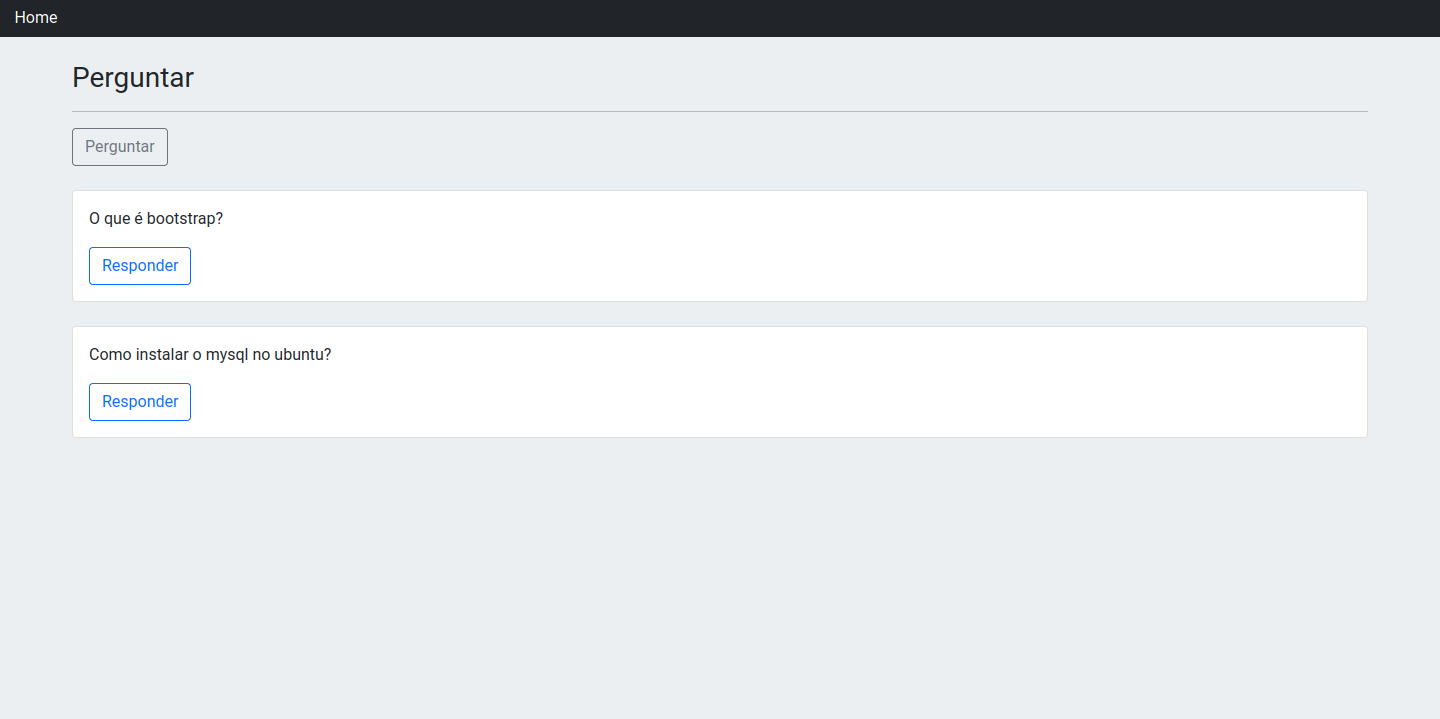 Home
Perguntar
Perguntar
O que é bootstrap?
Responder
Como instalar o mysql no ubuntu?
Responder